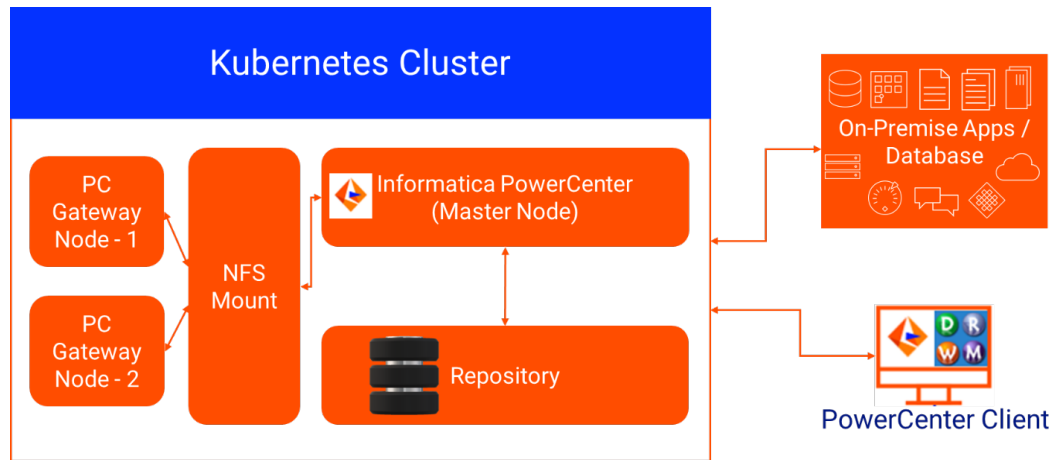 Kubernetes Cluster
PC
Gateway
Node - 1
PC
Gateway
Node - 2
NFS
Mount
Informatica PowerCenter
(Master Node)
Repository
On-Premise Apps /
Database
D R
W M
PowerCenter Client